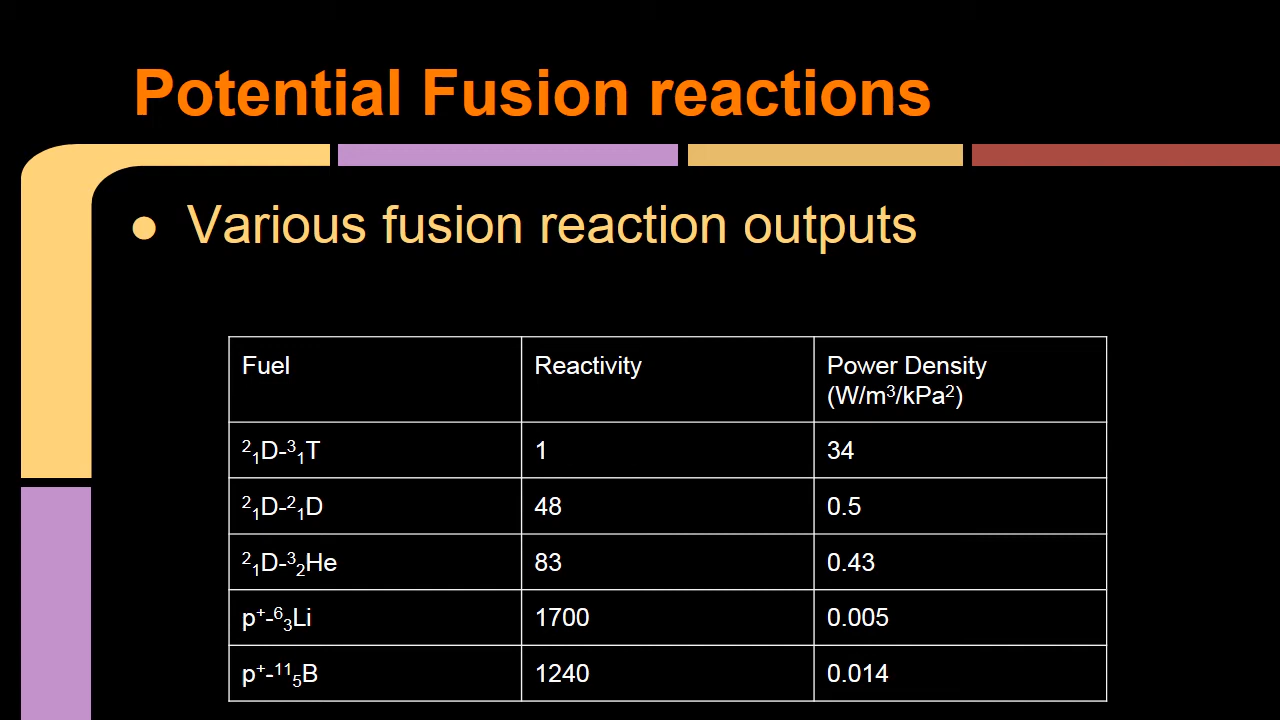 Potential Fusion reactions
● Various fusion reaction outputs
Fuel Reactivity Power Density
(W/m³/kPa²)
²₁D-³₁T 1 34
²₁D-²₁D 48 0.5
²₁D-³₂He 83 0.43
p⁺-⁶₃Li 1700 0.005
p⁺-¹¹₅B 1240 0.014